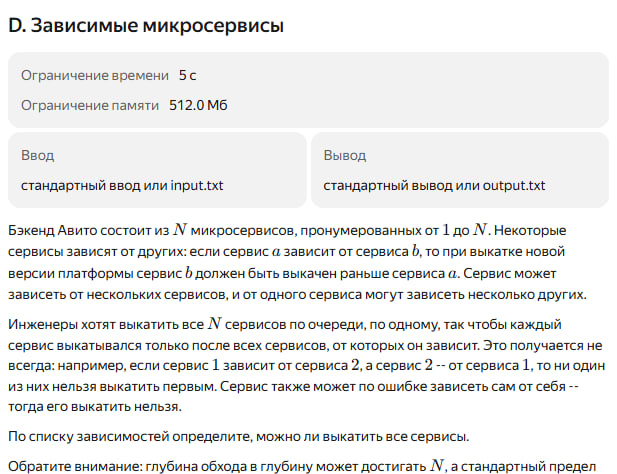 D. Зависимые микросервисы
Ограничение времени 5 с
Ограничение памяти 512.0 Мб
Ввод
стандартный ввод или input.txt
Вывод
стандартный вывод или output.txt
Бэкенд Авито состоит из N микросервисов, пронумерованных от 1 до N. Некоторые
сервисы зависят от других: если сервис a зависит от сервиса b, то при выкатке новой
версии платформы сервис b должен быть выкачен раньше сервиса a. Сервис может
зависеть от нескольких сервисов, и от одного сервиса могут зависеть несколько других.
Инженеры хотят выкатить все N сервисов по очереди, по одному, так чтобы каждый
сервис выкатывался только после всех сервисов, от которых он зависит. Это получается не
всегда: например, если сервис 1 зависит от сервиса 2, а сервис 2 -- от сервиса 1, то ни один
из них нельзя выкатить первым. Сервис также может по ошибке зависеть сам от себя --
тогда его выкатить нельзя.
По списку зависимостей определите, можно ли выкатить все сервисы.
Обратите внимание: глубина обхода в глубину может достигать N, а стандартный предел